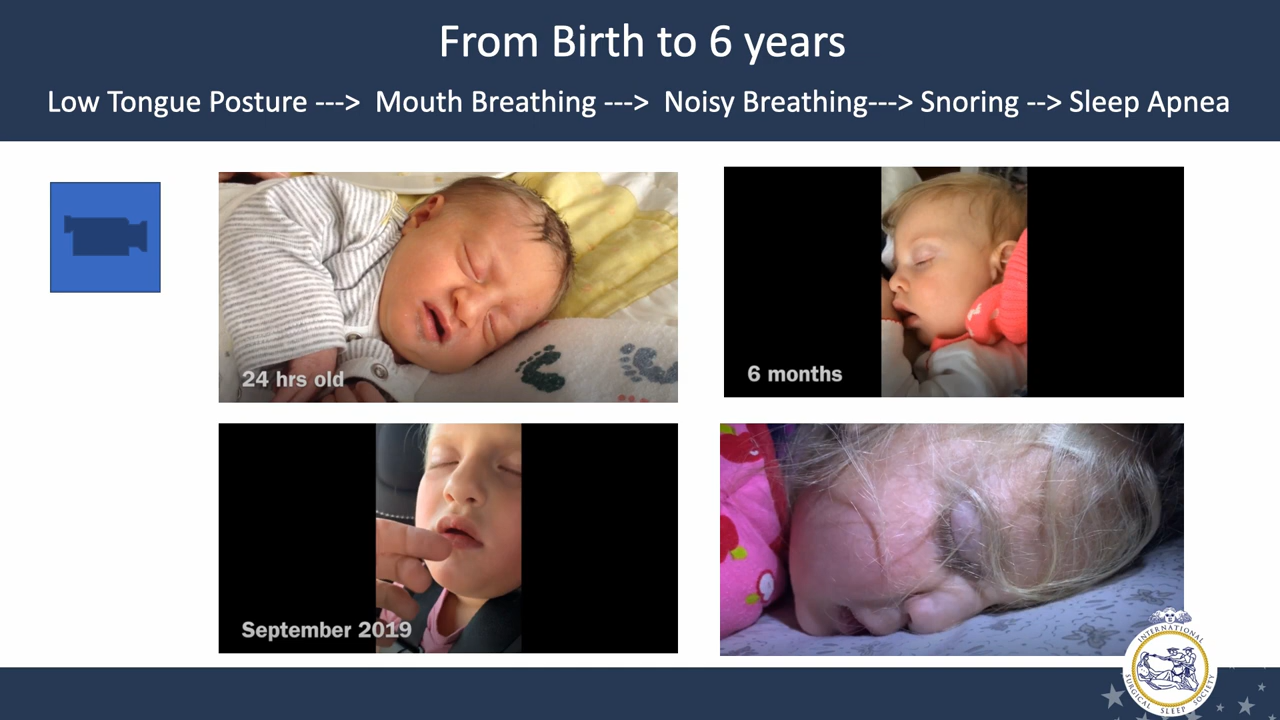 From Birth to 6 years
Low Tongue Posture ---> Mouth Breathing ---> Noisy Breathing---> Snoring --> Sleep Apnea
24 hrs old
6 months
September 2019
INTERNATIONAL
SURGICAL SLEEP SOCIETY